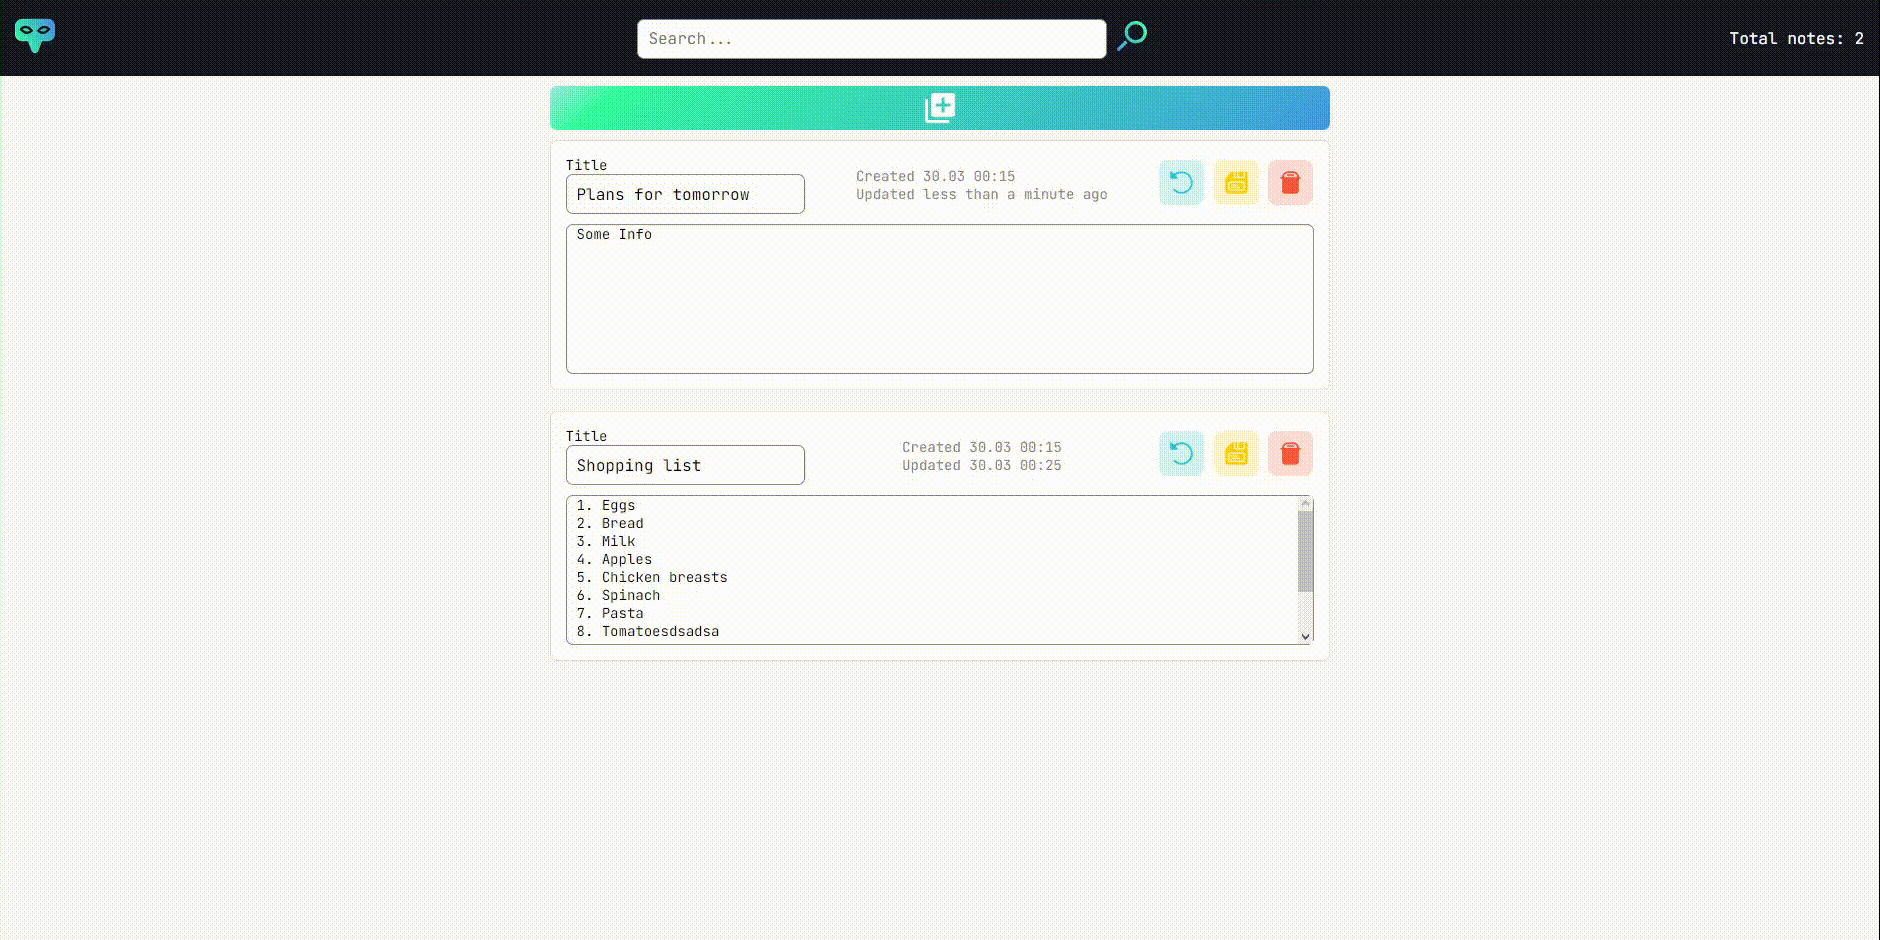 Search...
Total notes: 2
Title
Plans for tomorrow
Created 30.03 00:15
Updated less than a minute ago
Some Info
Title
Shopping list
Created 30.03 00:15
Updated 30.03 00:25
1. Eggs
2. Bread
3. Milk
4. Apples
5. Chicken breasts
6. Spinach
7. Pasta
8. Tomatoesdsadsa